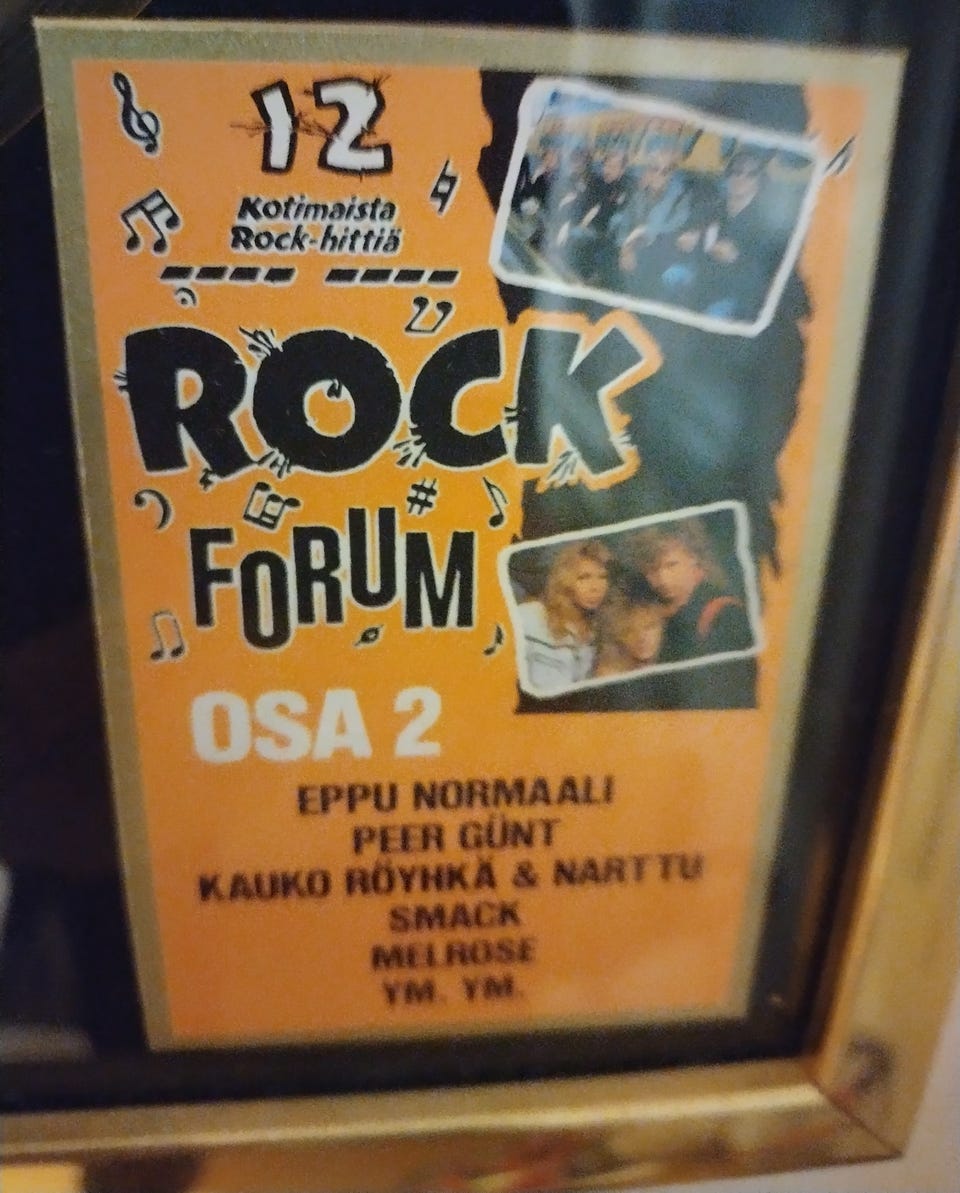 12
Kotimaista
Rock-hittiä
ROCK
FORUM
OSA 2
EPPU NORMAALI
PEER GÜNT
KAUKO RÖYHKÄ & NARTTU
SMACK
MELROSE
YM. YM.